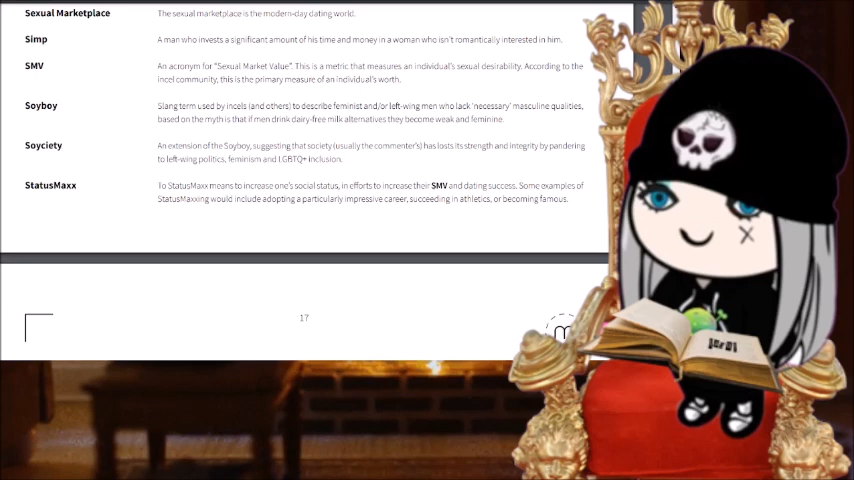 Sexual Marketplace The sexual marketplace is the modern-day dating world.
Simp A man who invests a significant amount of his time and money in a woman who isn't romantically interested in him.
SMV An acronym for "Sexual Market Value". This is a metric that measures an individual's sexual desirability. According to the
incel community, this is the primary measure of an individual's worth.
Soyboy Slang term used by incels (and others) to describe feminist and/or left-wing men who lack 'necessary' masculine qualities,
based on the myth is that if men drink dairy-free milk alternatives they become weak and feminine.
Soyciety An extension of the Soyboy, suggesting that society (usually the commenter's) has losts its strength and integrity by pandering
to left-wing politics, feminism and LGBTQ+ inclusion.
StatusMaxx To StatusMaxx means to increase one's social status, in efforts to increase their SMV and dating success. Some examples of
StatusMaxxing would include adopting a particularly impressive career, succeeding in athletics, or becoming famous.
17
m